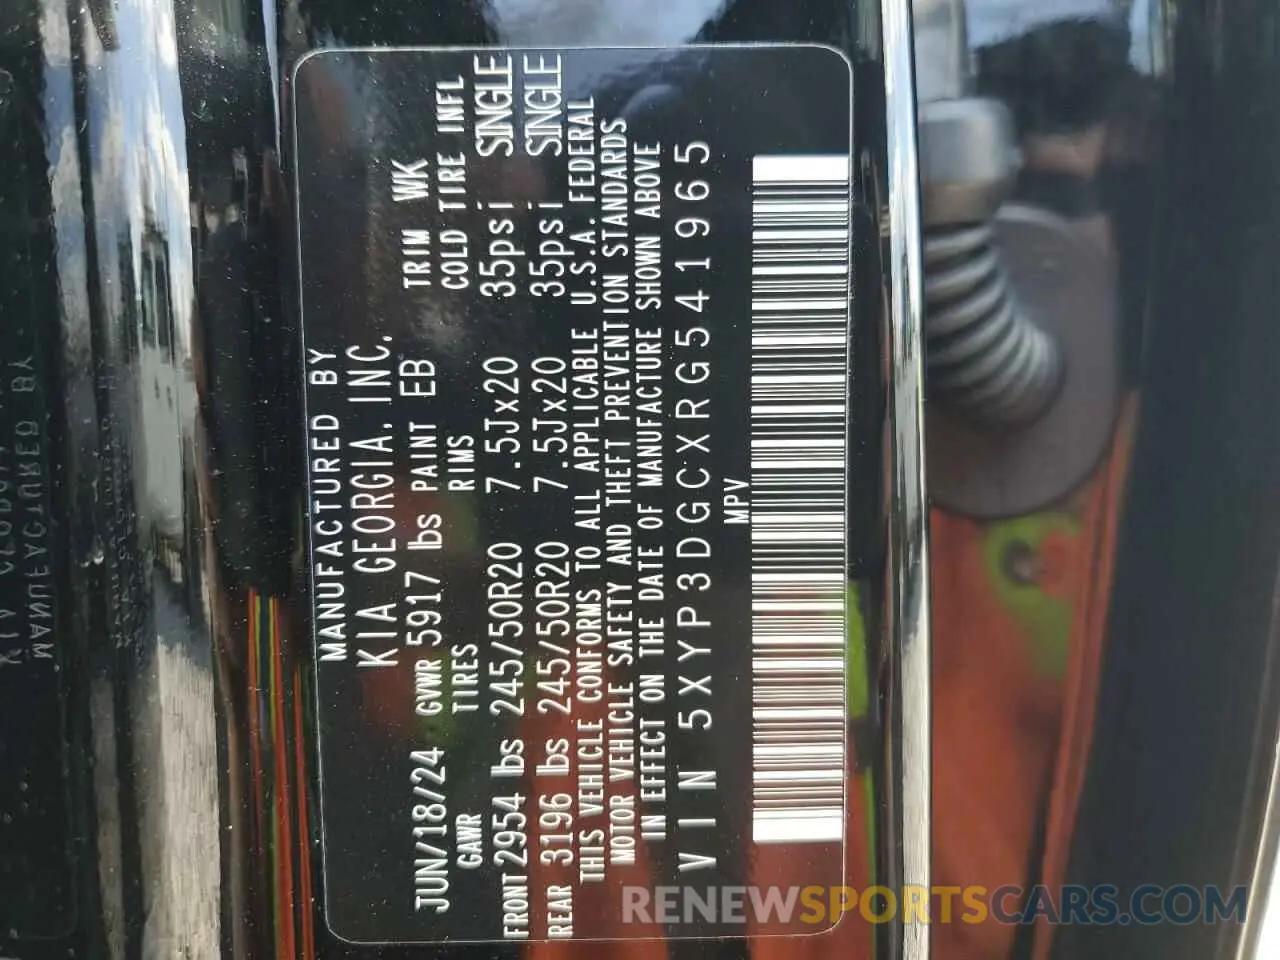 MANUFACTURED BY
KIA GEORGIA, INC.
JUN/18/24 GVWR 5917 lbs PAINT EB TRIM WK
GAWR TIRES RIMS COLD TIRE INFL
FRONT 2954 lbs 245/50R20 7.5Jx20 35psi SINGLE
REAR 3196 lbs 245/50R20 7.5Jx20 35psi SINGLE
THIS VEHICLE CONFORMS TO ALL APPLICABLE U.S.A. FEDERAL
MOTOR VEHICLE SAFETY AND THEFT PREVENTION STANDARDS
IN EFFECT ON THE DATE OF MANUFACTURE SHOWN ABOVE
VIN 5XYP3DGCXRG541965
MPV
RENEWSPORTSCARS.COM